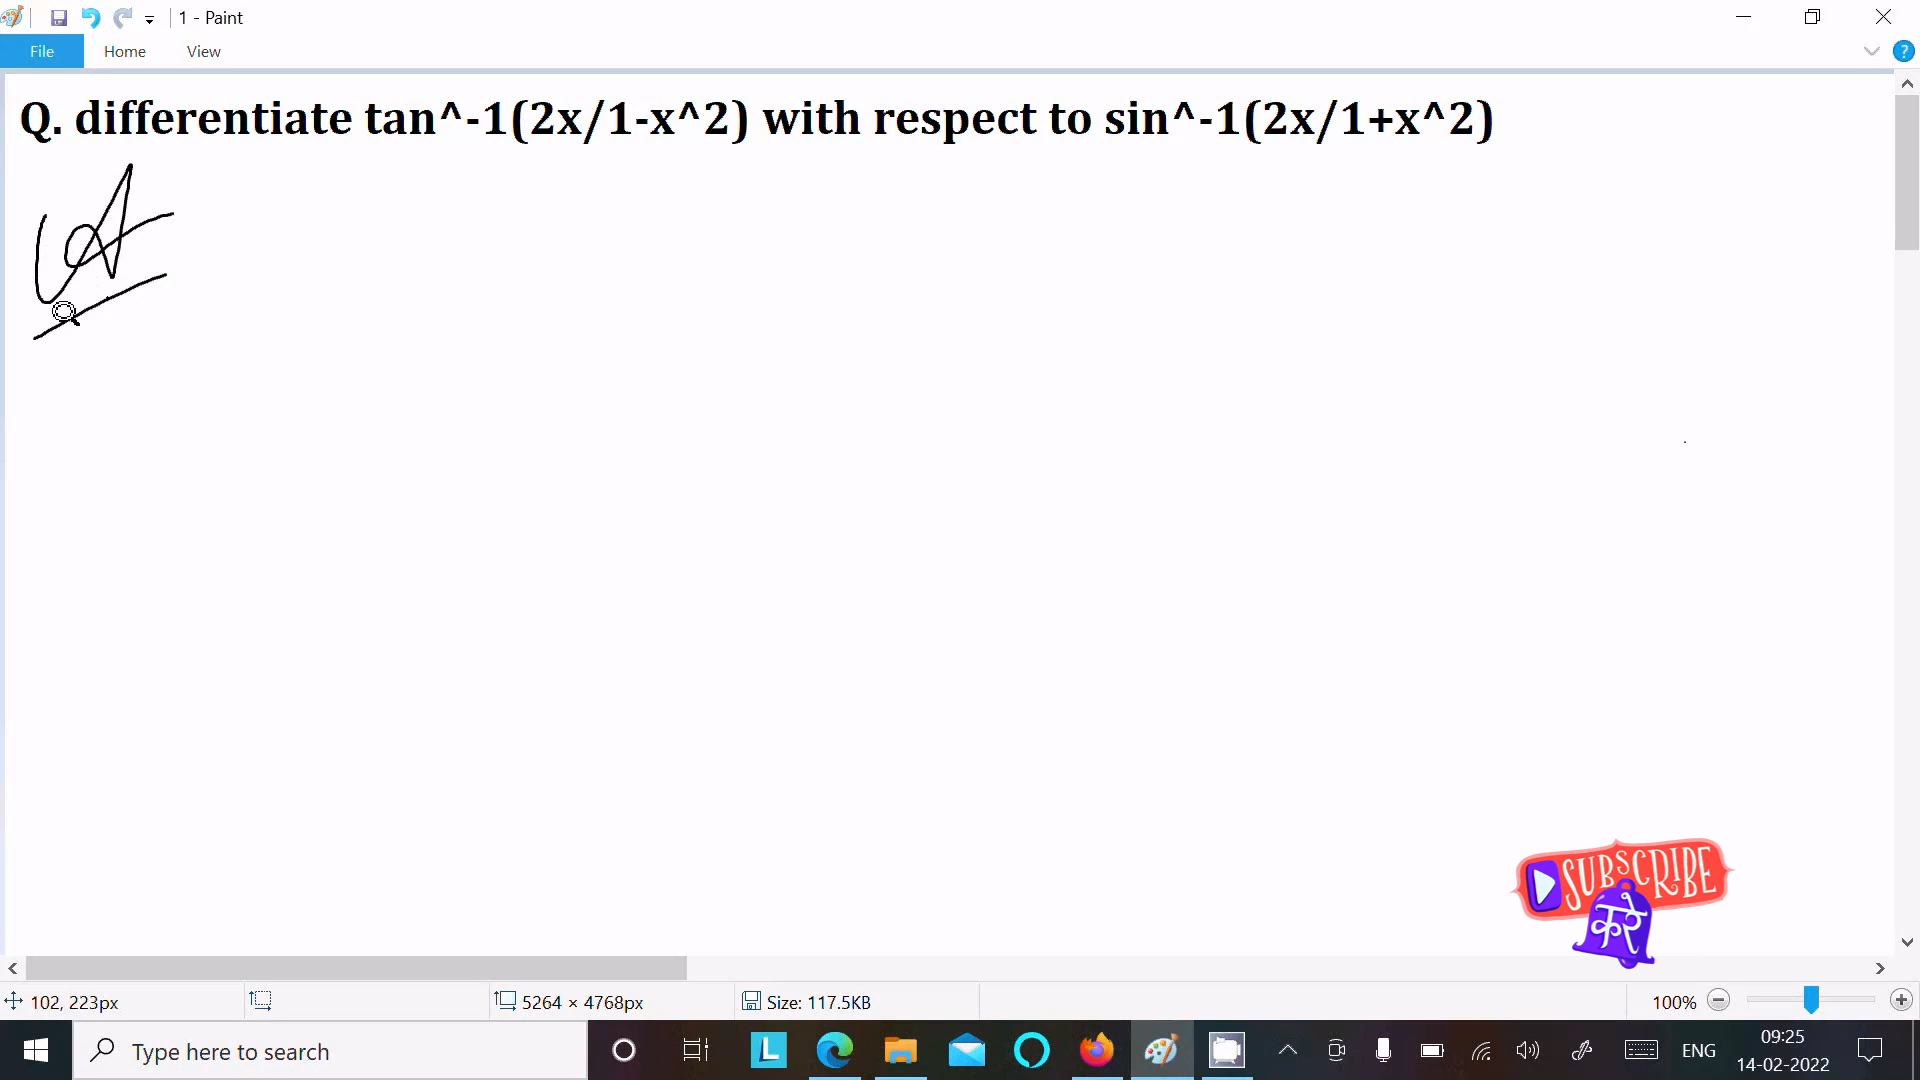 1 - Paint
File Home View
Q. differentiate tan^-1(2x/1-x^2) with respect to sin^-1(2x/1+x^2)
A
SUBSCRIBE
करे
102, 223px 5264 × 4768px Size: 117.5KB 100%
Type here to search L ENG 09:25
14-02-2022